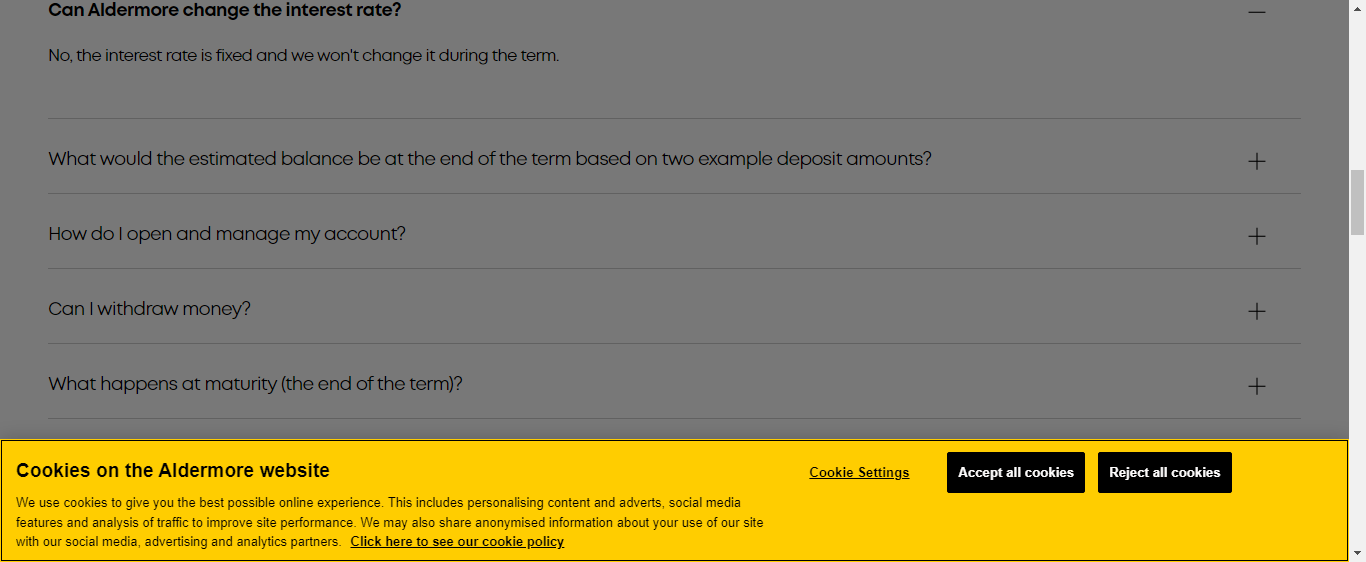 Can Aldermore change the interest rate?
No, the interest rate is fixed and we won't change it during the term.
What would the estimated balance be at the end of the term based on two example deposit amounts?
How do I open and manage my account?
Can I withdraw money?
What happens at maturity (the end of the term)?
Cookies on the Aldermore website
We use cookies to give you the best possible online experience. This includes personalising content and adverts, social media
features and analysis of traffic to improve site performance. We may also share anonymised information about your use of our site
with our social media, advertising and analytics partners. Click here to see our cookie policy
Cookie Settings
Accept all cookies
Reject all cookies